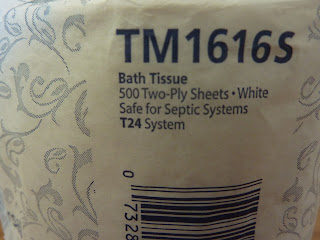 TM1616S
Bath Tissue
500 Two-Ply Sheets • White
Safe for Septic Systems
T24 System
0
7328